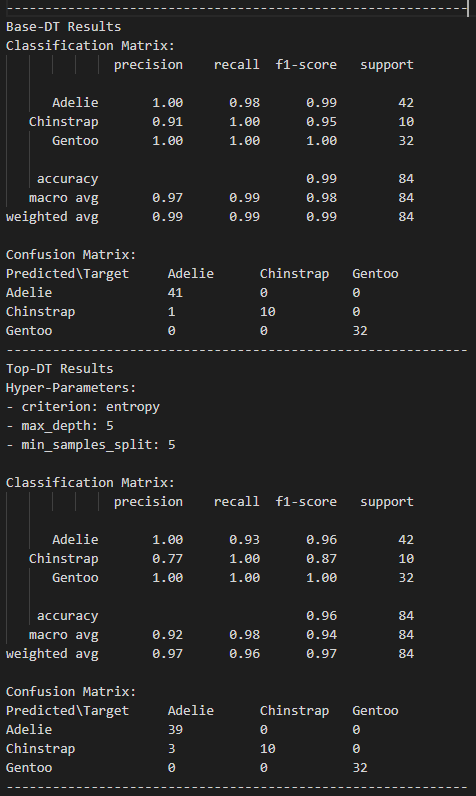 ------------------------------------------------------------
Base-DT Results
Classification Matrix:
              precision    recall  f1-score   support

      Adelie       1.00      0.98      0.99        42
   Chinstrap       0.91      1.00      0.95        10
      Gentoo       1.00      1.00      1.00        32

    accuracy                           0.99        84
   macro avg       0.97      0.99      0.98        84
weighted avg       0.99      0.99      0.99        84

Confusion Matrix:
Predicted\Target     Adelie      Chinstrap   Gentoo
Adelie               41          0           0
Chinstrap            1           10          0
Gentoo               0           0           32
------------------------------------------------------------
Top-DT Results
Hyper-Parameters:
- criterion: entropy
- max_depth: 5
- min_samples_split: 5

Classification Matrix:
              precision    recall  f1-score   support

      Adelie       1.00      0.93      0.96        42
   Chinstrap       0.77      1.00      0.87        10
      Gentoo       1.00      1.00      1.00        32

    accuracy                           0.96        84
   macro avg       0.92      0.98      0.94        84
weighted avg       0.97      0.96      0.97        84

Confusion Matrix:
Predicted\Target     Adelie      Chinstrap   Gentoo
Adelie               39          0           0
Chinstrap            3           10          0
Gentoo               0           0           32
------------------------------------------------------------